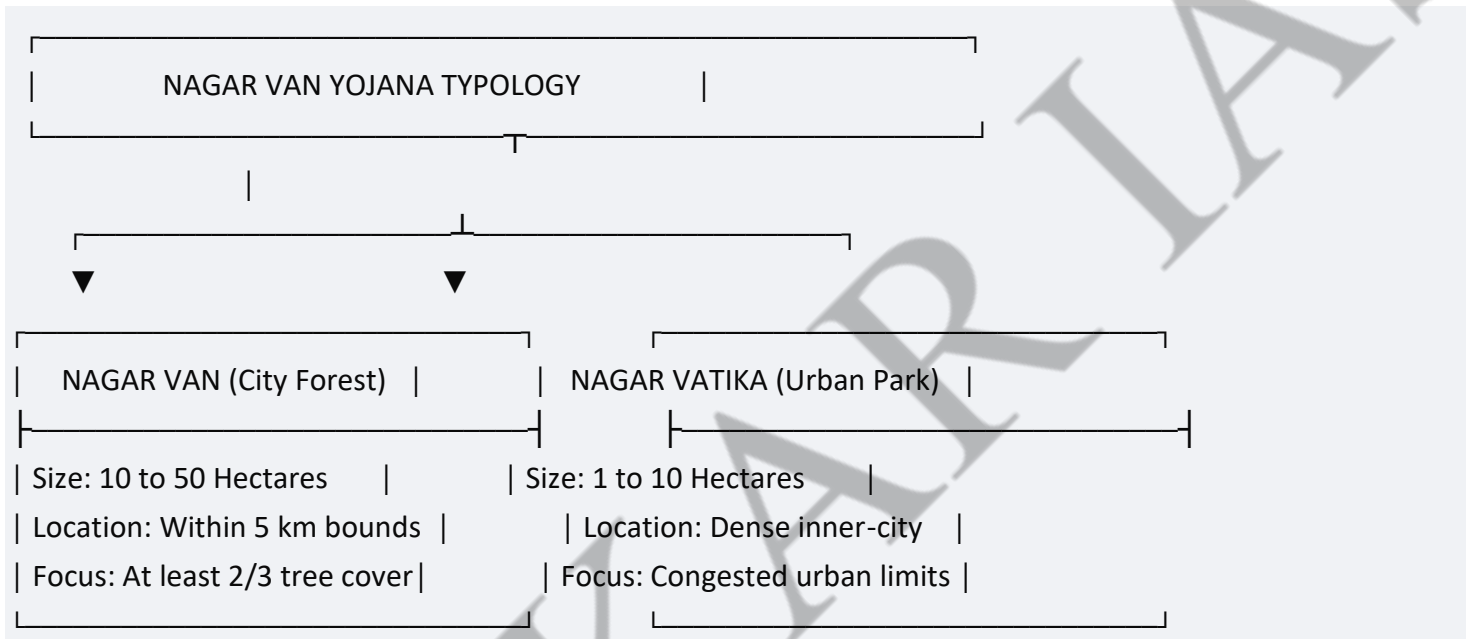 NAGAR VAN YOJANA TYPOLOGY
NAGAR VAN (City Forest) | NAGAR VATIKA (Urban Park)
Size: 10 to 50 Hectares | Size: 1 to 10 Hectares
Location: Within 5 km bounds | Location: Dense inner-city
Focus: At least 2/3 tree cover | Focus: Congested urban limits
KAR IA